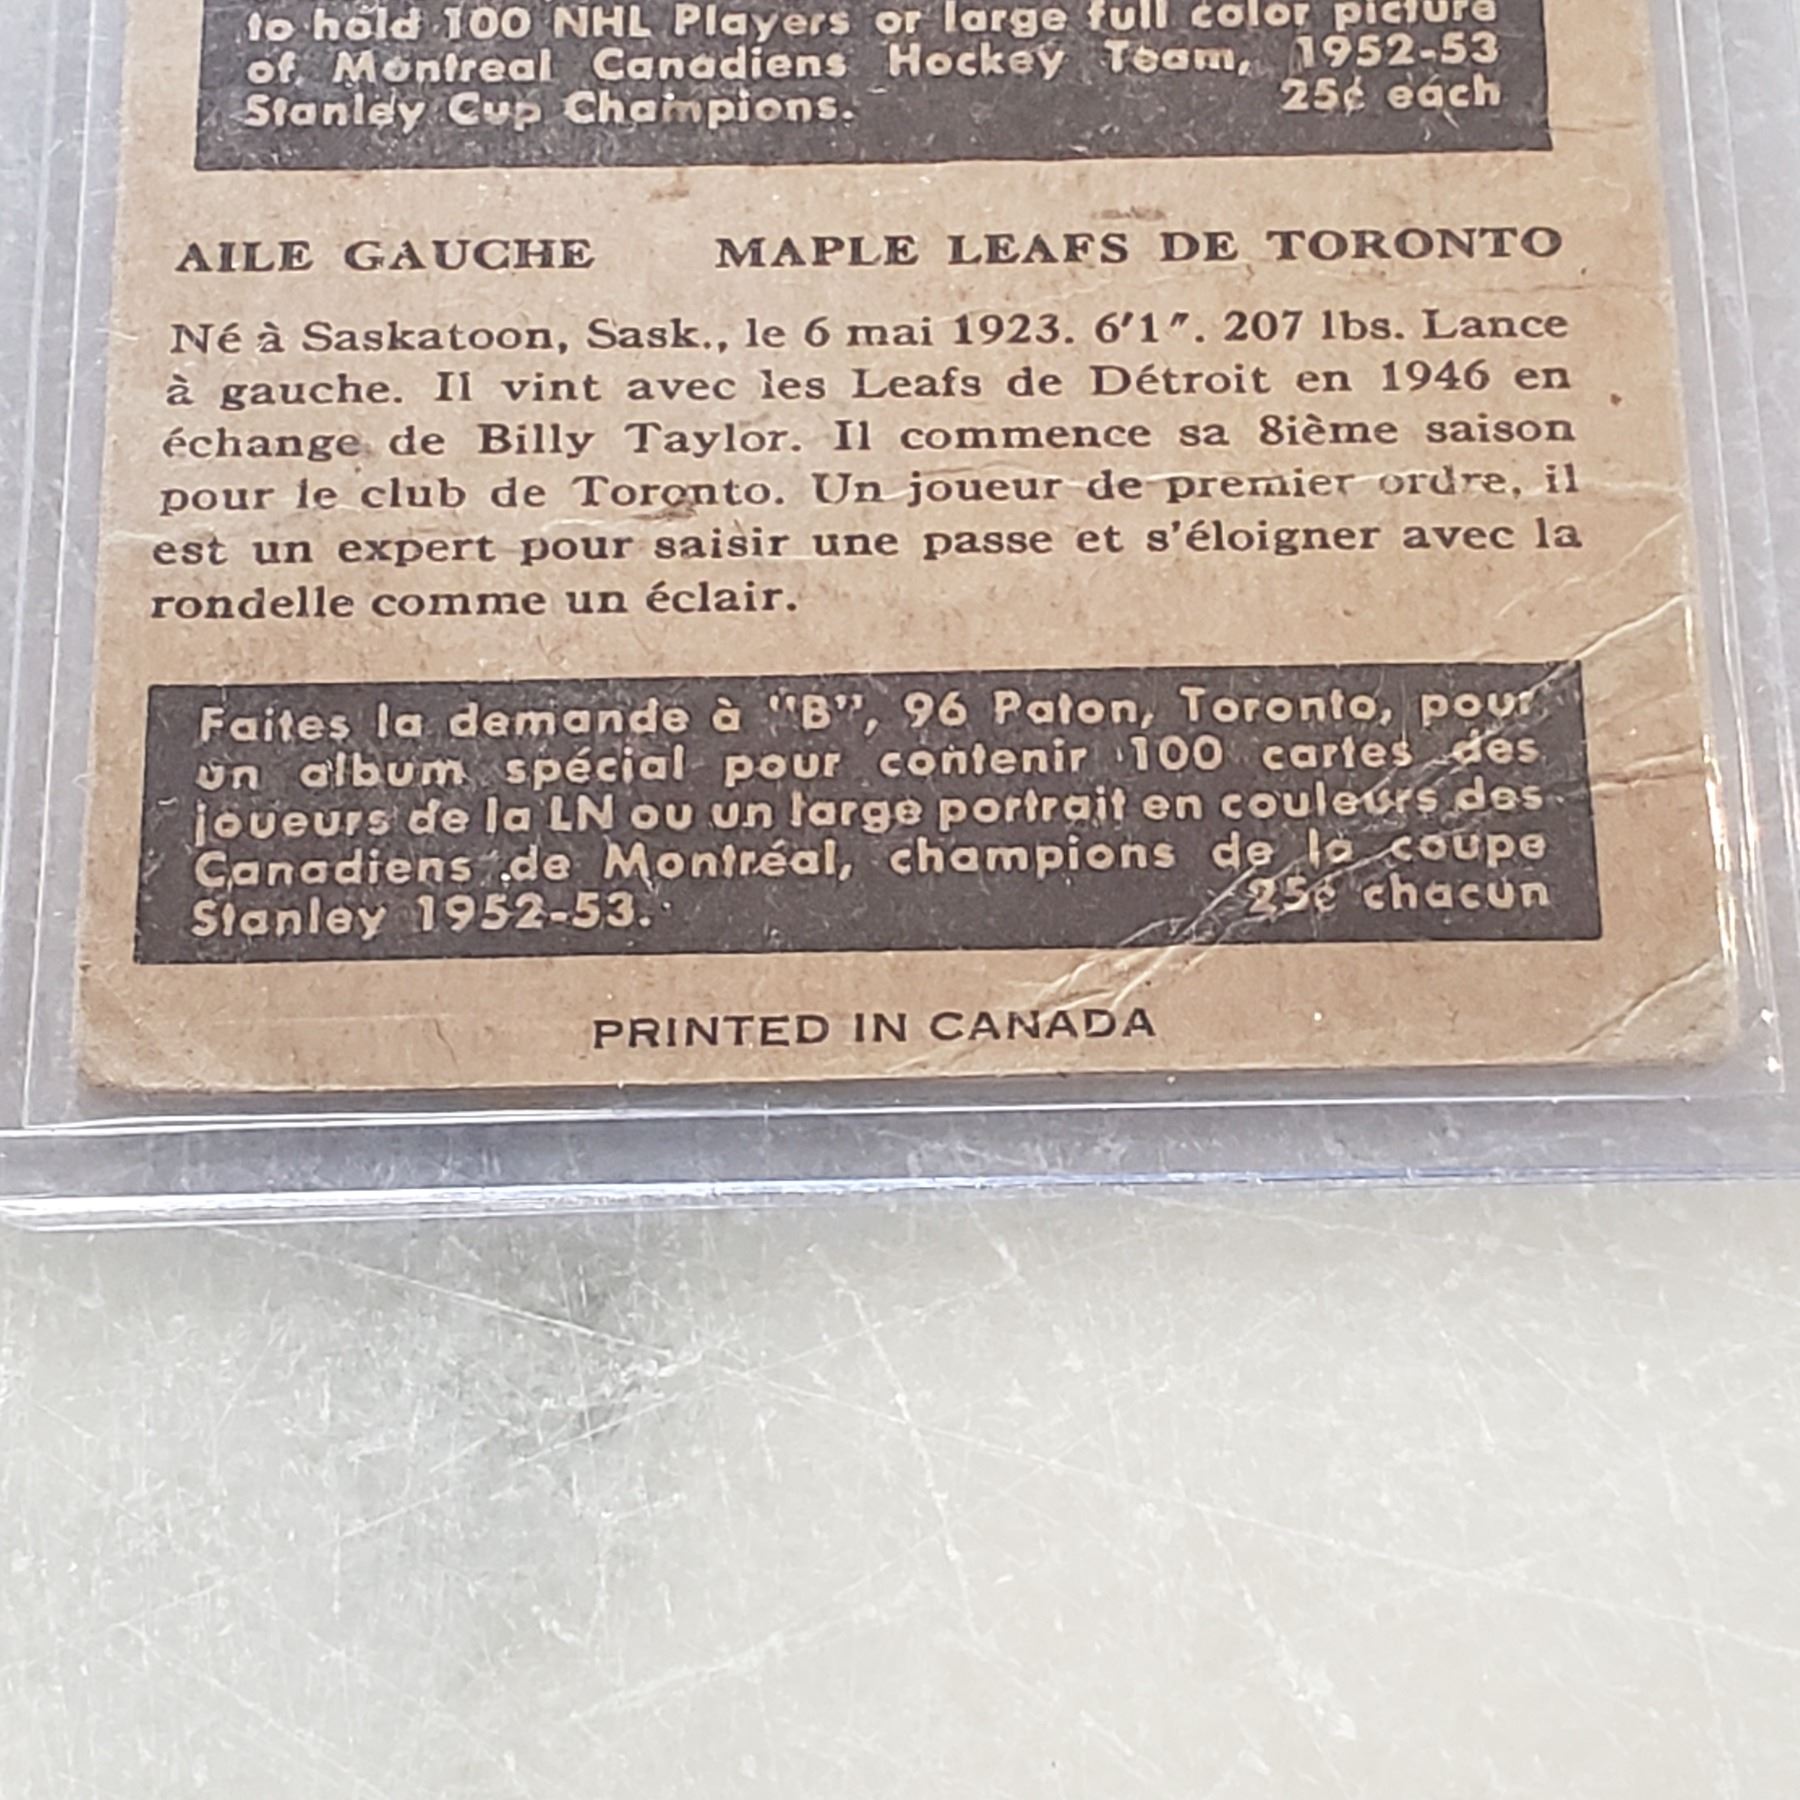 to hold 100 NHL Players or large full color picture
of Montreal Canadiens Hockey Team, 1952-53
Stanley Cup Champions. 25¢ each
AILE GAUCHE MAPLE LEAFS DE TORONTO
Né à Saskatoon, Sask., le 6 mai 1923. 6'1". 207 lbs. Lance
à gauche. Il vint avec les Leafs de Détroit en 1946 en
échange de Billy Taylor. Il commence sa 8ième saison
pour le club de Toronto. Un joueur de premier ordre, il
est un expert pour saisir une passe et s'éloigner avec la
rondelle comme un éclair.
Faites la demande à "B", 96 Paton, Toronto, pour
un album spécial pour contenir 100 cartes des
joueurs de la LN ou un large portrait en couleurs des
Canadiens de Montréal, champions de la coupe
Stanley 1952-53. 25¢ chacun
PRINTED IN CANADA